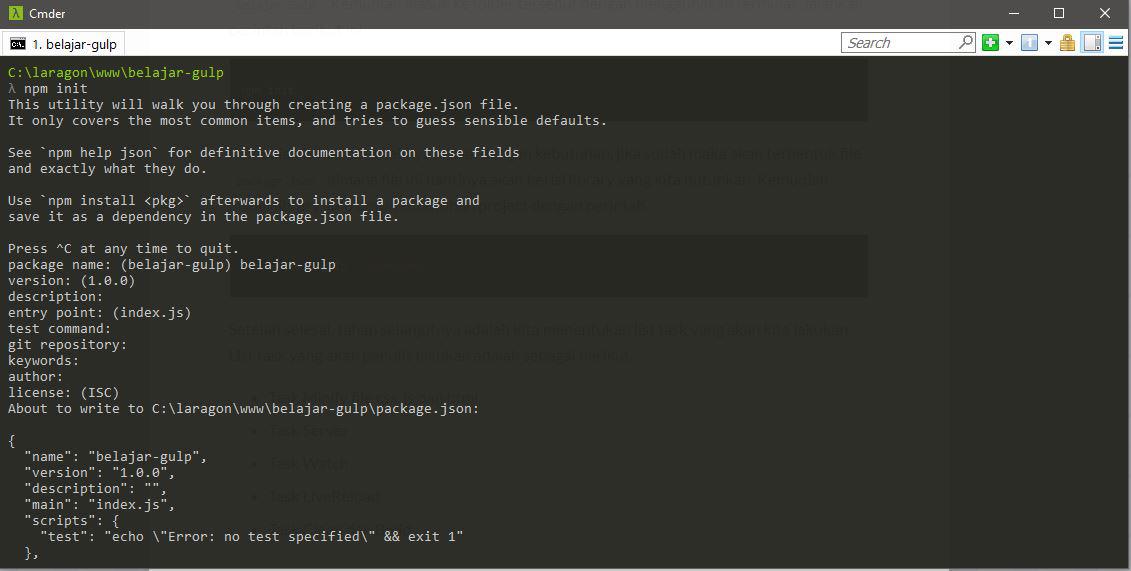 Cmder
1. belajar-gulp
Search
C:\laragon\www\belajar-gulp
λ npm init
This utility will walk you through creating a package.json file.
It only covers the most common items, and tries to guess sensible defaults.
See `npm help json` for definitive documentation on these fields
and exactly what they do.
Use `npm install <pkg>` afterwards to install a package and
save it as a dependency in the package.json file.
Press ^C at any time to quit.
package name: (belajar-gulp) belajar-gulp
version: (1.0.0)
description:
entry point: (index.js)
test command:
git repository:
keywords:
author:
license: (ISC)
About to write to C:\laragon\www\belajar-gulp\package.json:
{
"name": "belajar-gulp",
"version": "1.0.0",
"description": "",
"main": "index.js",
"scripts": {
"test": "echo \"Error: no test specified\" && exit 1"
},